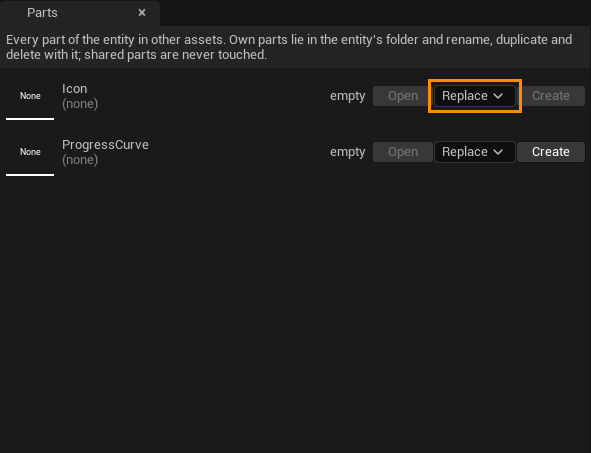 Parts
Every part of the entity in other assets. Own parts lie in the entity's folder and rename, duplicate and
delete with it; shared parts are never touched.
None Icon empty Open Replace Create
(none)
None ProgressCurve empty Open Replace Create
(none)